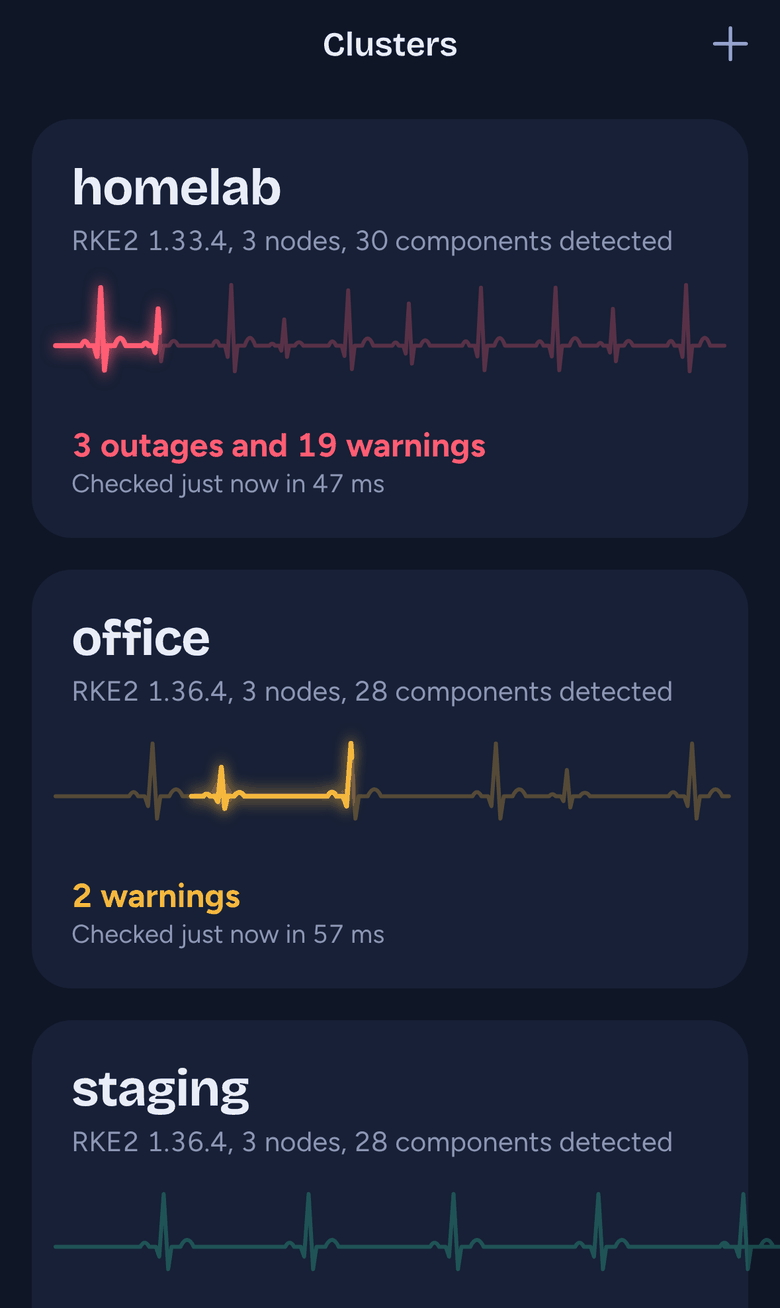 Clusters
homelab
RKE2 1.33.4, 3 nodes, 30 components detected
3 outages and 19 warnings
Checked just now in 47 ms
office
RKE2 1.36.4, 3 nodes, 28 components detected
2 warnings
Checked just now in 57 ms
staging
RKE2 1.36.4, 3 nodes, 28 components detected